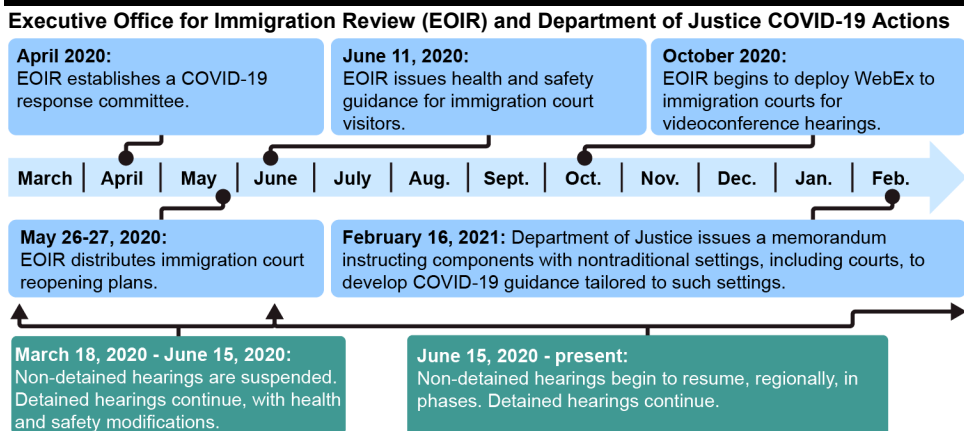 Executive Office for Immigration Review (EOIR) and Department of Justice COVID-19 Actions
April 2020:
EOIR establishes a COVID-19
response committee.
June 11, 2020:
EOIR issues health and safety
guidance for immigration court
visitors.
October 2020:
EOIR begins to deploy WebEx to
immigration courts for
videoconference hearings.
March April May June July Aug. Sept. Oct. Nov. Dec. Jan. Feb.
May 26-27, 2020:
EOIR distributes immigration court
reopening plans.
February 16, 2021: Department of Justice issues a memorandum
instructing components with nontraditional settings, including courts, to
develop COVID-19 guidance tailored to such settings.
March 18, 2020 - June 15, 2020:
Non-detained hearings are suspended.
Detained hearings continue, with health
and safety modifications.
June 15, 2020 - present:
Non-detained hearings begin to resume, regionally, in
phases. Detained hearings continue.